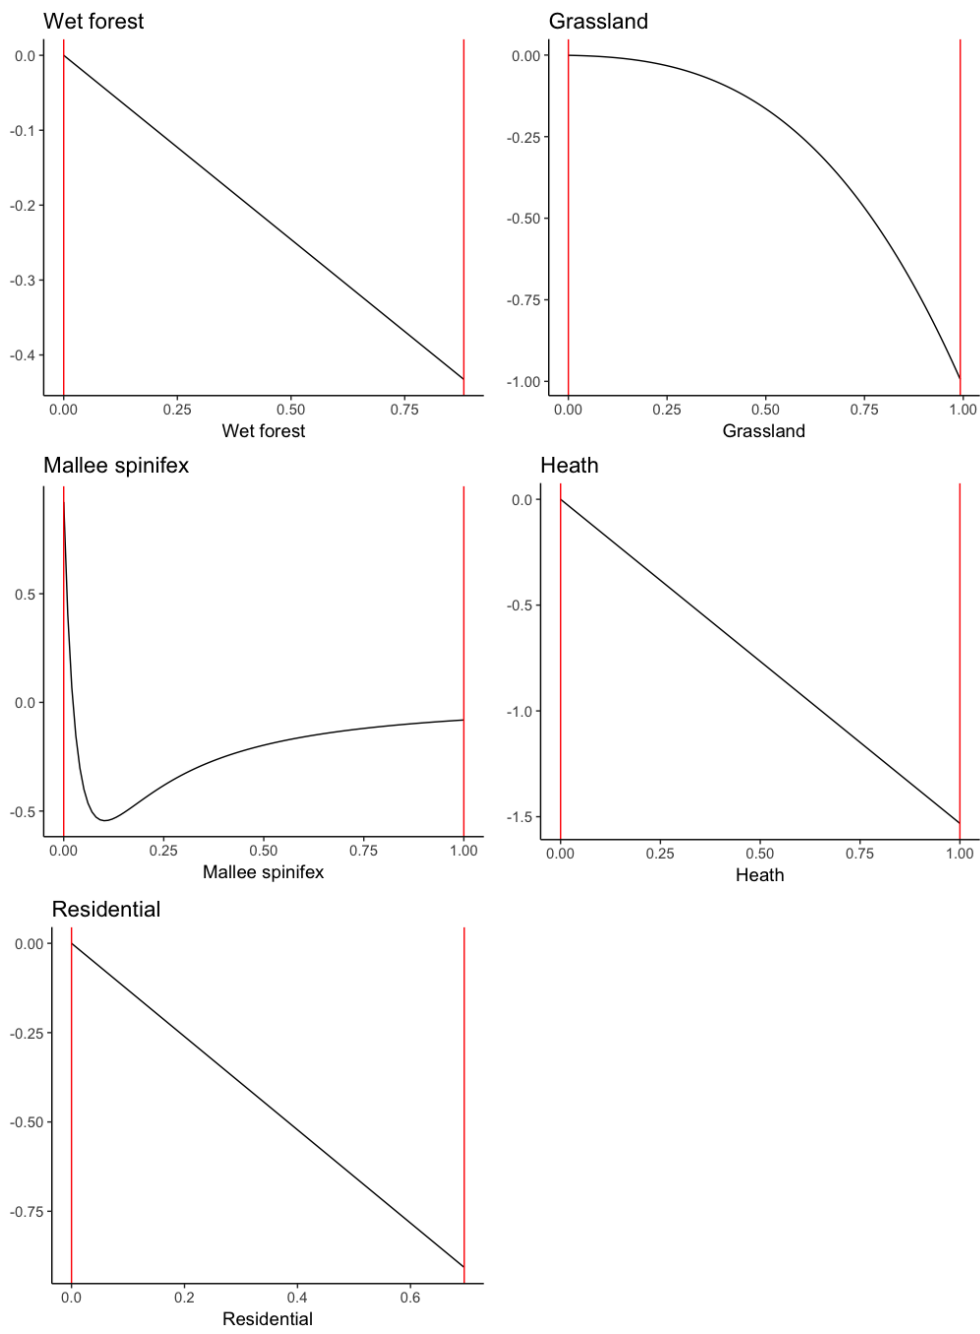 Wet forest
0.0
-0.1
-0.2
-0.3
-0.4
0.00 0.25 0.50 0.75
Wet forest
Grassland
0.00
-0.25
-0.50
-0.75
-1.00
0.00 0.25 0.50 0.75 1.00
Grassland
Mallee spinifex
0.5
0.0
-0.5
0.00 0.25 0.50 0.75 1.00
Mallee spinifex
Heath
0.0
-0.5
-1.0
-1.5
0.00 0.25 0.50 0.75 1.00
Heath
Residential
0.00
-0.25
-0.50
-0.75
0.0 0.2 0.4 0.6
Residential